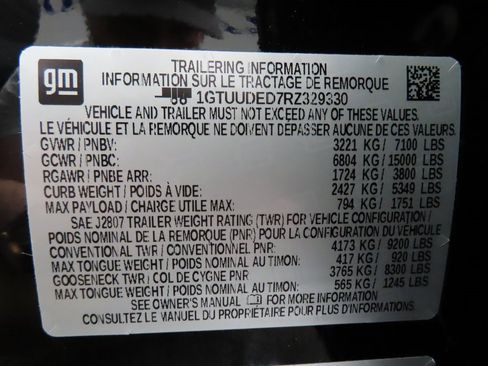 gm
TRAILERING INFORMATION
INFORMATION SUR LE TRACTAGE DE REMORQUE
1GTUUDED7RZ329330
VEHICLE AND TRAILER MUST NOT EXCEED ANY OF THESE VALUES.
LE VÉHICULE ET LA REMORQUE NE DOIVENT DÉPASSER AUCUNE DE CES VALEURS.
GVWR / PNBV: 3221 KG / 7100 LBS
GCWR / PNBC: 6804 KG / 15000 LBS
RGAWR / PNBE ARR: 1724 KG / 3800 LBS
CURB WEIGHT / POIDS À VIDE: 2427 KG / 5349 LBS
MAX PAYLOAD / CHARGE UTILE MAX: 794 KG / 1751 LBS
SAE J2807 TRAILER WEIGHT RATING (TWR) FOR VEHICLE CONFIGURATION /
POIDS NOMINAL DE LA REMORQUE (PNR) POUR LA CONFIGURATION DU VÉHICULE:
CONVENTIONAL TWR / CONVENTIONNEL PNR: 4173 KG / 9200 LBS
MAX TONGUE WEIGHT / POIDS MAXIMAL AU TIMON: 417 KG / 920 LBS
GOOSENECK TWR / COL DE CYGNE PNR 3765 KG / 8300 LBS
MAX TONGUE WEIGHT / POIDS MAXIMAL AU TIMON: 565 KG / 1245 LBS
SEE OWNER'S MANUAL FOR MORE INFORMATION
CONSULTEZ LE MANUEL DU PROPRIÉTAIRE POUR PLUS D'INFORMATION